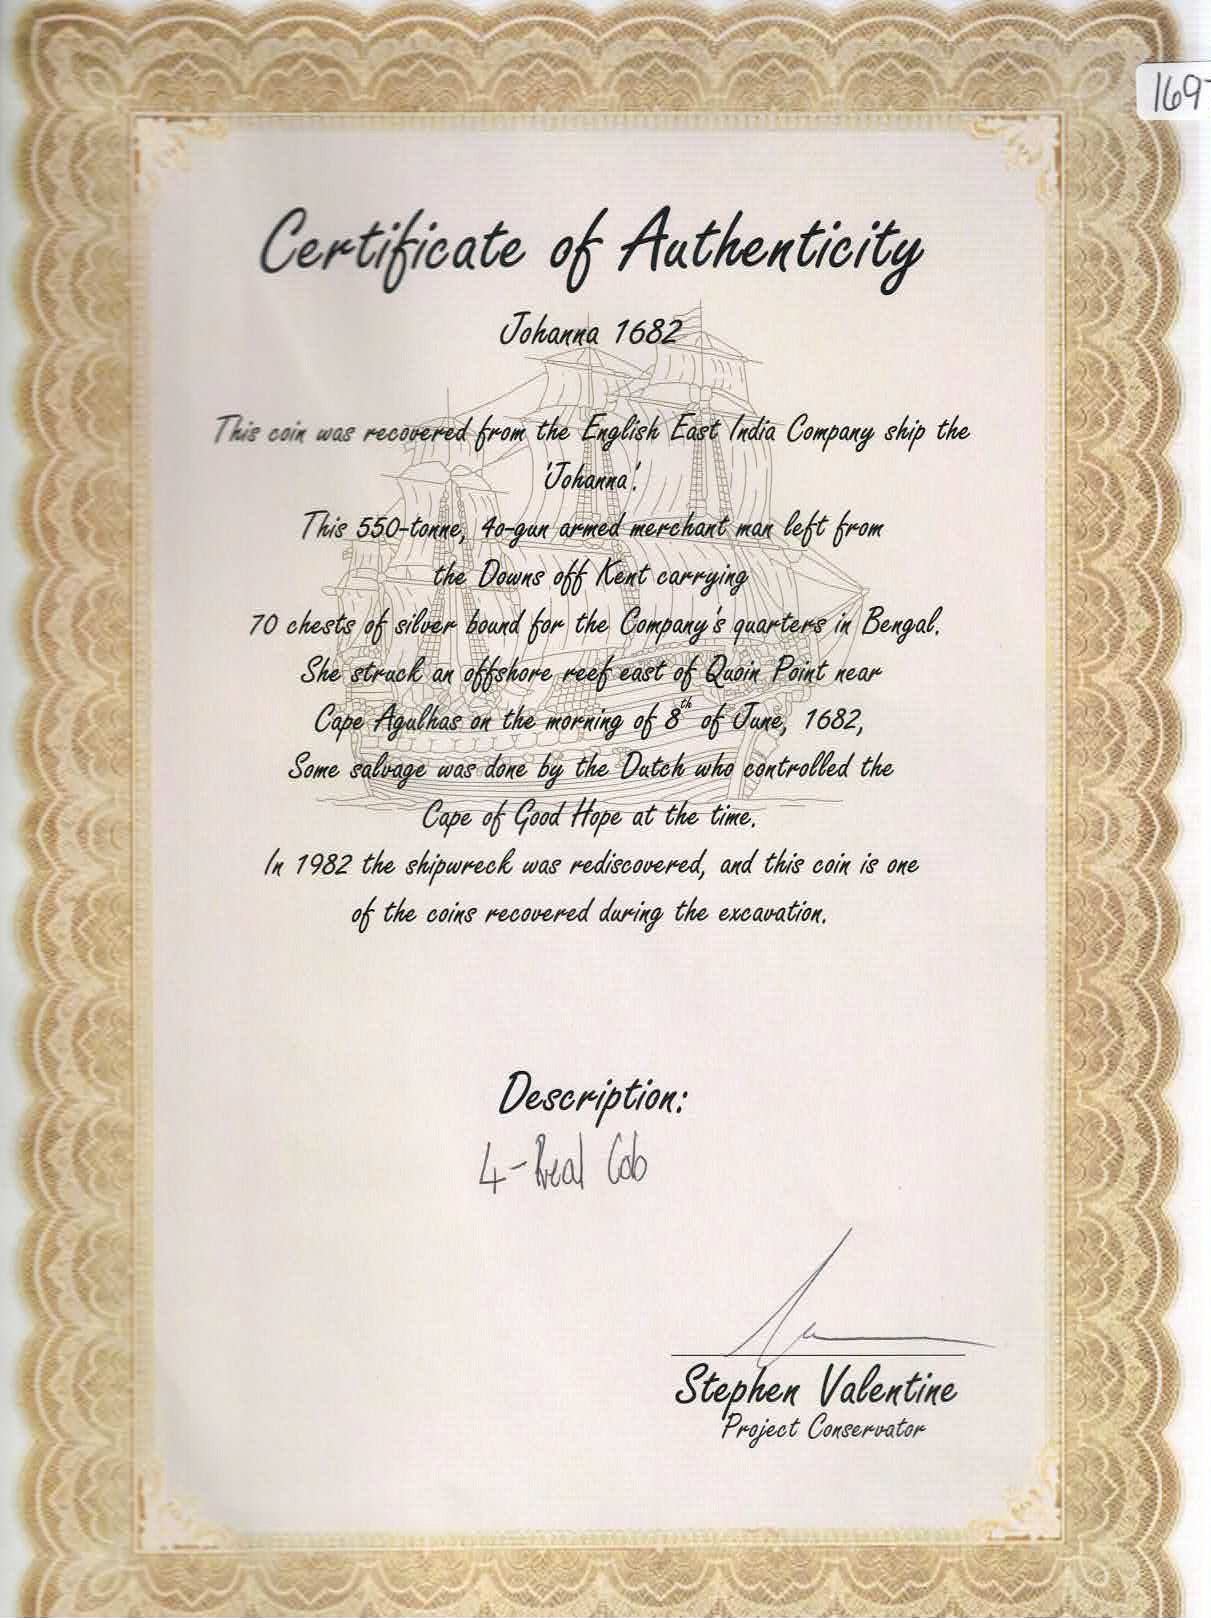 169
Certificate of Authenticity
Johanna 1682
This coin was recovered from the English East India Company ship the
'Johanna'.
This 550-tonne, 40-gun armed merchant man left from
the Downs off Kent carrying
70 chests of silver bound for the Company's quarters in Bengal.
She struck an offshore reef east of Quoin Point near
Cape Agulhas on the morning of 8th of June, 1682,
Some salvage was done by the Dutch who controlled the
Cape of Good Hope at the time.
In 1982 the shipwreck was rediscovered, and this coin is one
of the coins recovered during the excavation.
Description:
4-Real Cob
Stephen Valentine
Project Conservator